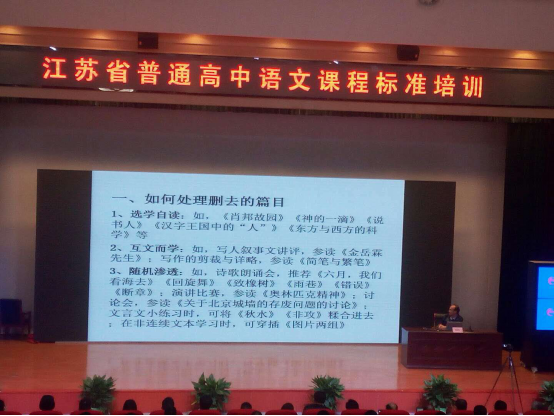 江苏省普通高中语文课程标准培训
一、如何处理删去的篇目
1、选学自读：如，《肖邦故园》《神的一滴》《说
书人》《汉字王国中的“人”》《东方与西方的科
学》等
2、互文而学：如，写人叙事文讲评，参读《金岳霖
先生》；写作的剪裁与详略，参读《简笔与繁笔》
3、随机渗透：如，诗歌朗诵会，推荐《六月，我们
看海去》《回旋舞》《致橡树》《雨巷》《错误》
《断章》；演讲比赛，参读《奥林匹克精神》；讨
论会，参读《关于北京城墙的存废问题的讨论》；
文言文小练习时，可将《秋水》《非攻》糅合进去
；在非连续文本学习时，可穿插《图片两组》